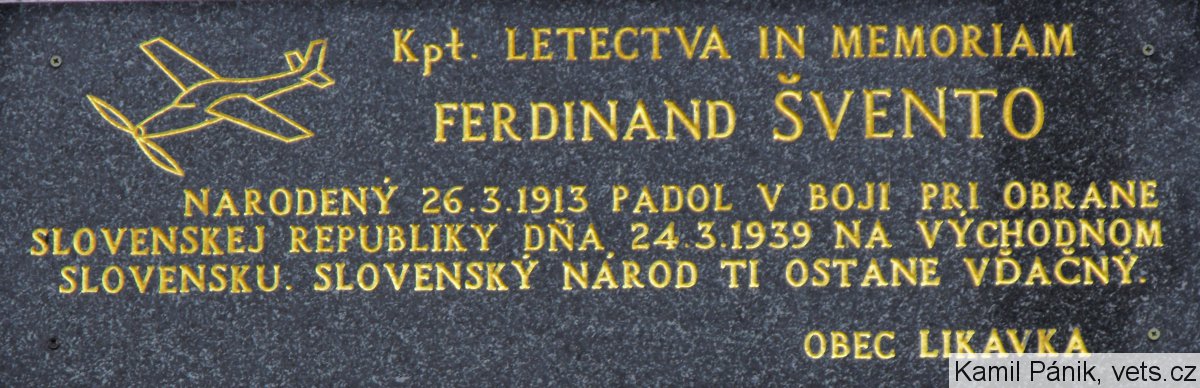 Kpt. LETECTVA IN MEMORIAM
FERDINAND ŠVENTO
NARODENÝ 26.3.1913 PADOL V BOJI PRI OBRANE
SLOVENSKEJ REPUBLIKY DŇA 24.3.1939 NA VÝCHODNOM
SLOVENSKU. SLOVENSKÝ NÁROD TI OSTANE VĎAČNÝ.
OBEC LIKAVKA
Kamil Pánik, vets.cz